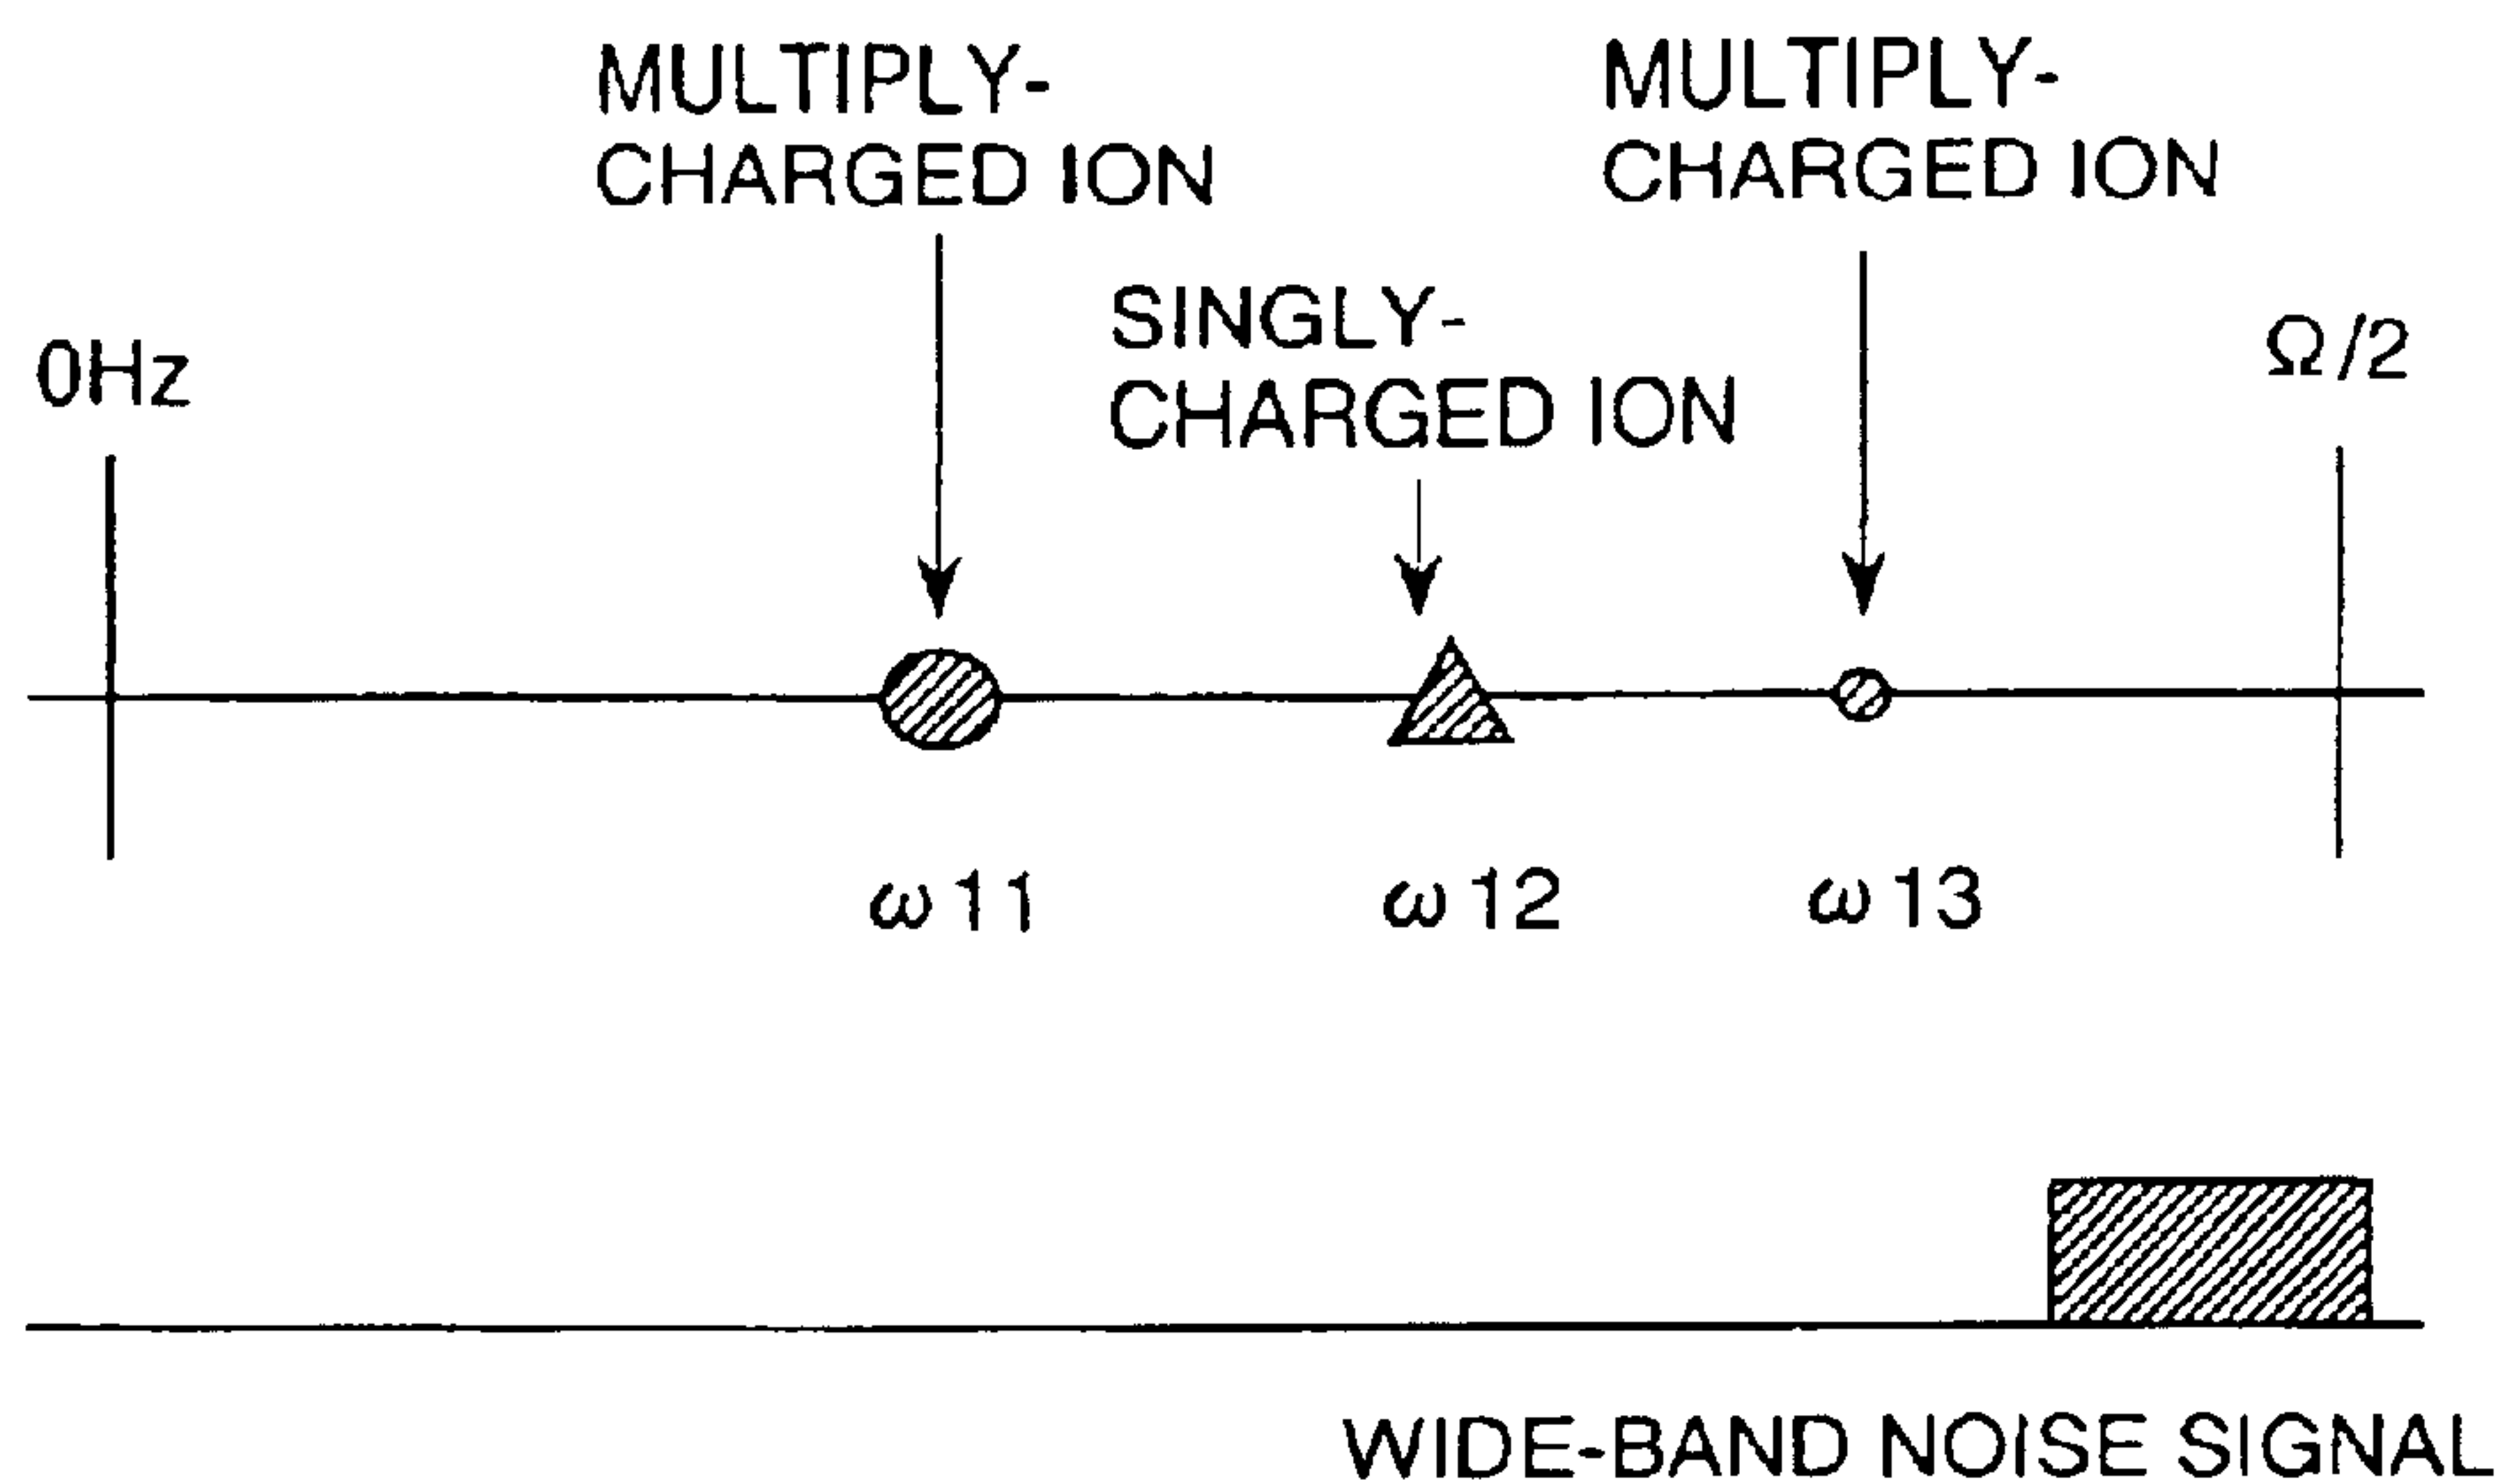 MULTIPLY-
CHARGED ION
MULTIPLY-
CHARGED ION
SINGLY-
CHARGED ION
0Hz
Ω/2
ω11
ω12
ω13
WIDE-BAND NOISE SIGNAL